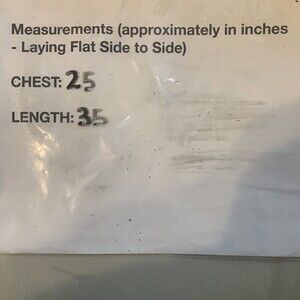 Measurements (approximately in inches
- Laying Flat Side to Side)
CHEST: 25
LENGTH: 35